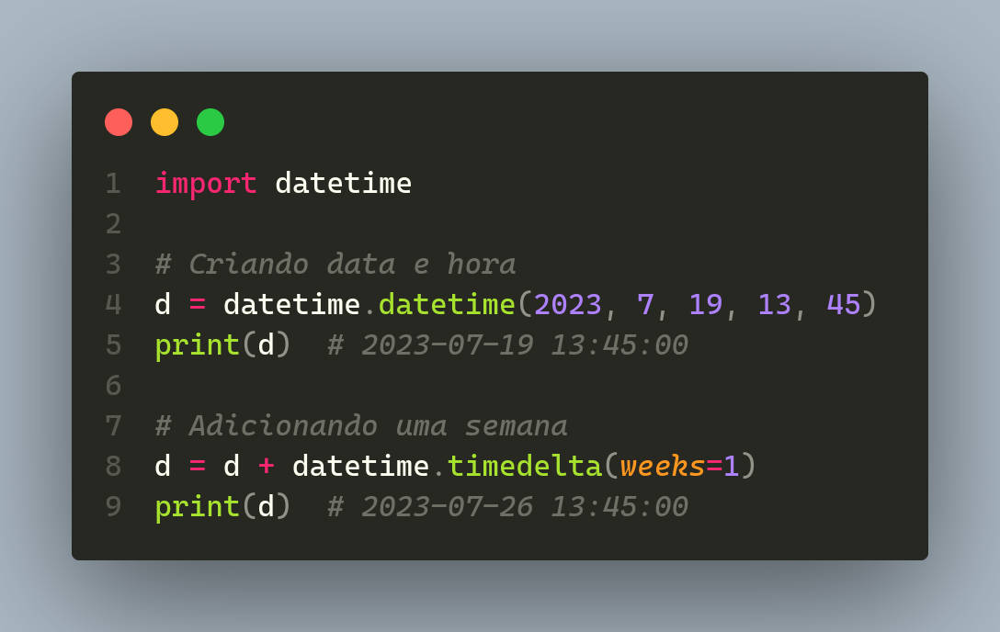 1 import datetime
2
3 # Criando data e hora
4 d = datetime.datetime(2023, 7, 19, 13, 45)
5 print(d)  # 2023-07-19 13:45:00
6
7 # Adicionando uma semana
8 d = d + datetime.timedelta(weeks=1)
9 print(d)  # 2023-07-26 13:45:00